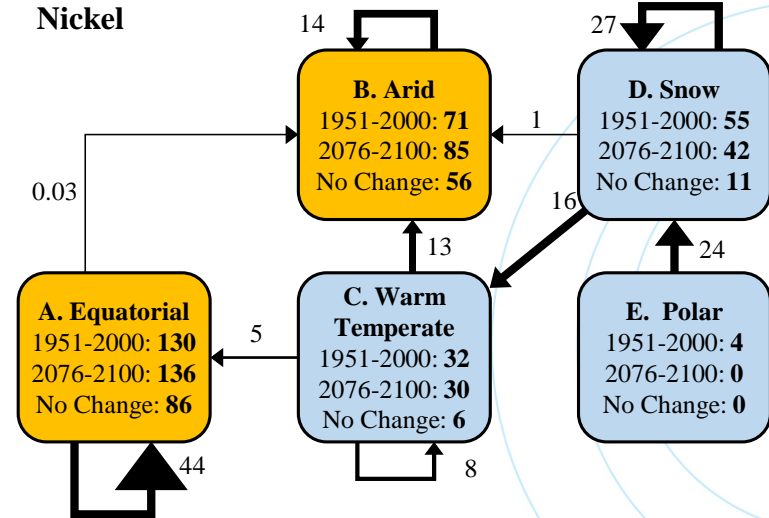 Nickel
14
27
B. Arid
1951-2000: 71
2076-2100: 85
No Change: 56
1
D. Snow
1951-2000: 55
2076-2100: 42
No Change: 11
0.03
16
13
24
A. Equatorial
1951-2000: 130
2076-2100: 136
No Change: 86
5
C. Warm
Temperate
1951-2000: 32
2076-2100: 30
No Change: 6
E. Polar
1951-2000: 4
2076-2100: 0
No Change: 0
44
8